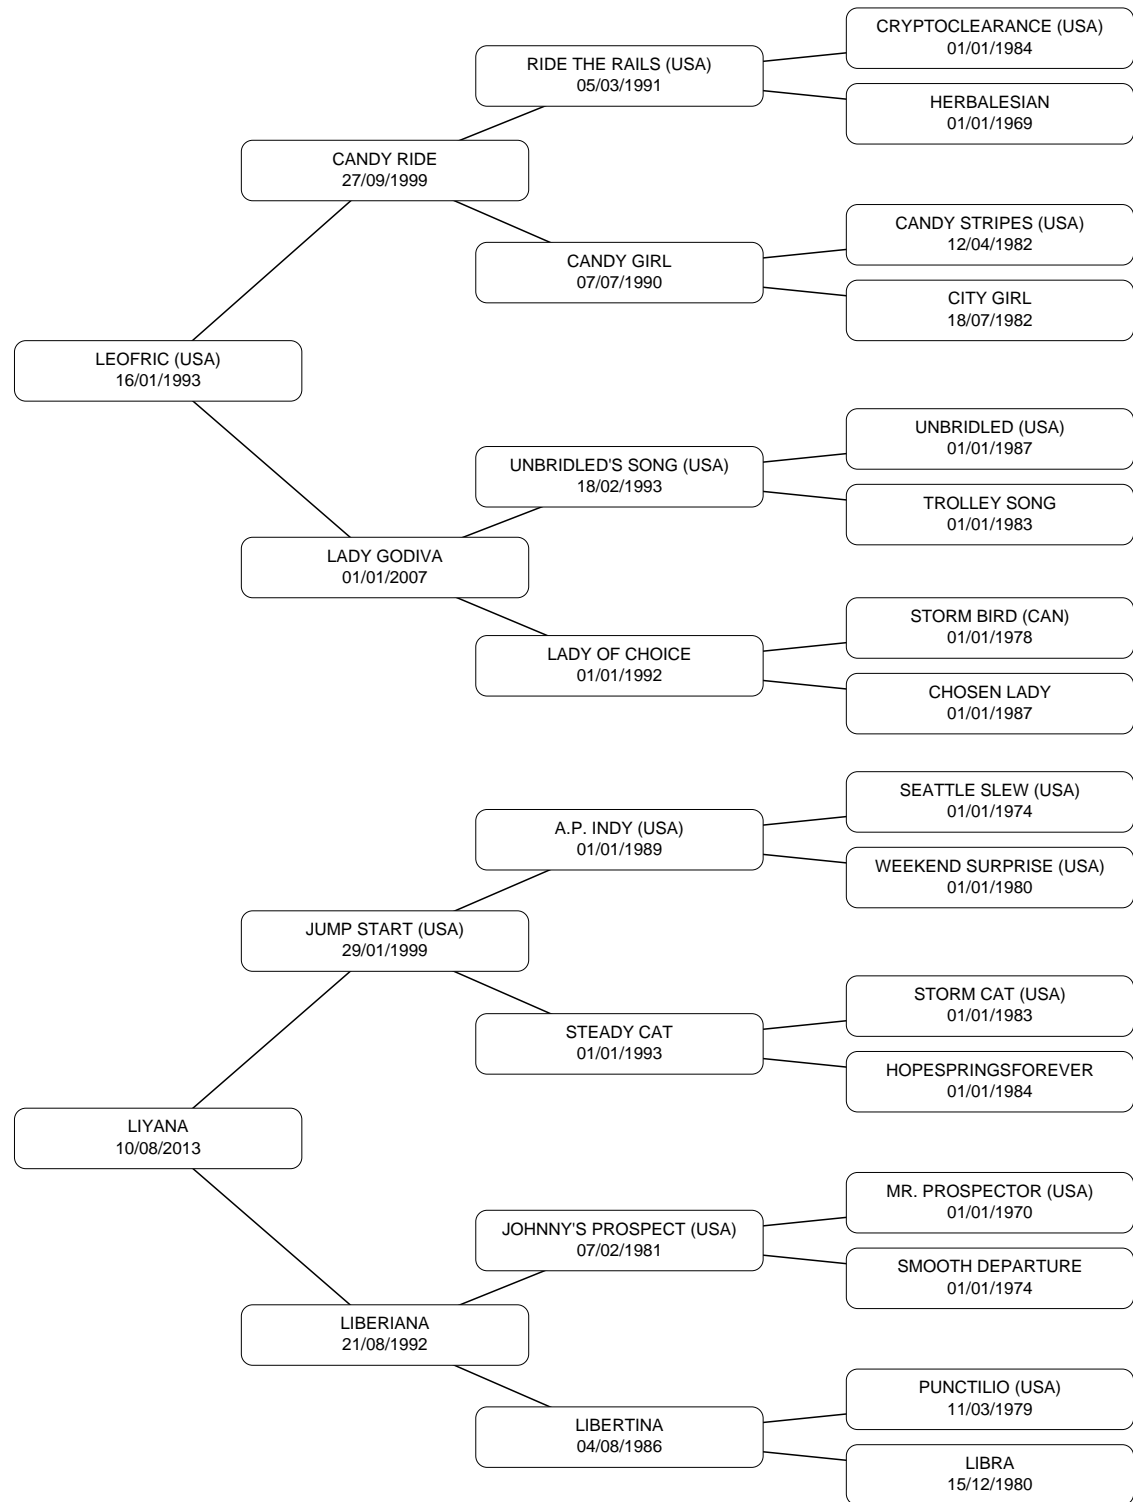 CRYPTOCLEARANCE (USA)
01/01/1984
RIDE THE RAILS (USA)
05/03/1991
HERBALESIAN
01/01/1969
CANDY RIDE
27/09/1999
CANDY STRIPES (USA)
12/04/1982
CANDY GIRL
07/07/1990
CITY GIRL
18/07/1982
LEOFRIC (USA)
16/01/1993
UNBRIDLED (USA)
01/01/1987
UNBRIDLED'S SONG (USA)
18/02/1993
TROLLEY SONG
01/01/1983
LADY GODIVA
01/01/2007
STORM BIRD (CAN)
01/01/1978
LADY OF CHOICE
01/01/1992
CHOSEN LADY
01/01/1987
SEATTLE SLEW (USA)
01/01/1974
A.P. INDY (USA)
01/01/1989
WEEKEND SURPRISE (USA)
01/01/1980
JUMP START (USA)
29/01/1999
STORM CAT (USA)
01/01/1983
STEADY CAT
01/01/1993
HOPESPRINGSFOREVER
01/01/1984
LIYANA
10/08/2013
MR. PROSPECTOR (USA)
01/01/1970
JOHNNY'S PROSPECT (USA)
07/02/1981
SMOOTH DEPARTURE
01/01/1974
LIBERIANA
21/08/1992
PUNCTILIO (USA)
11/03/1979
LIBERTINA
04/08/1986
LIBRA
15/12/1980